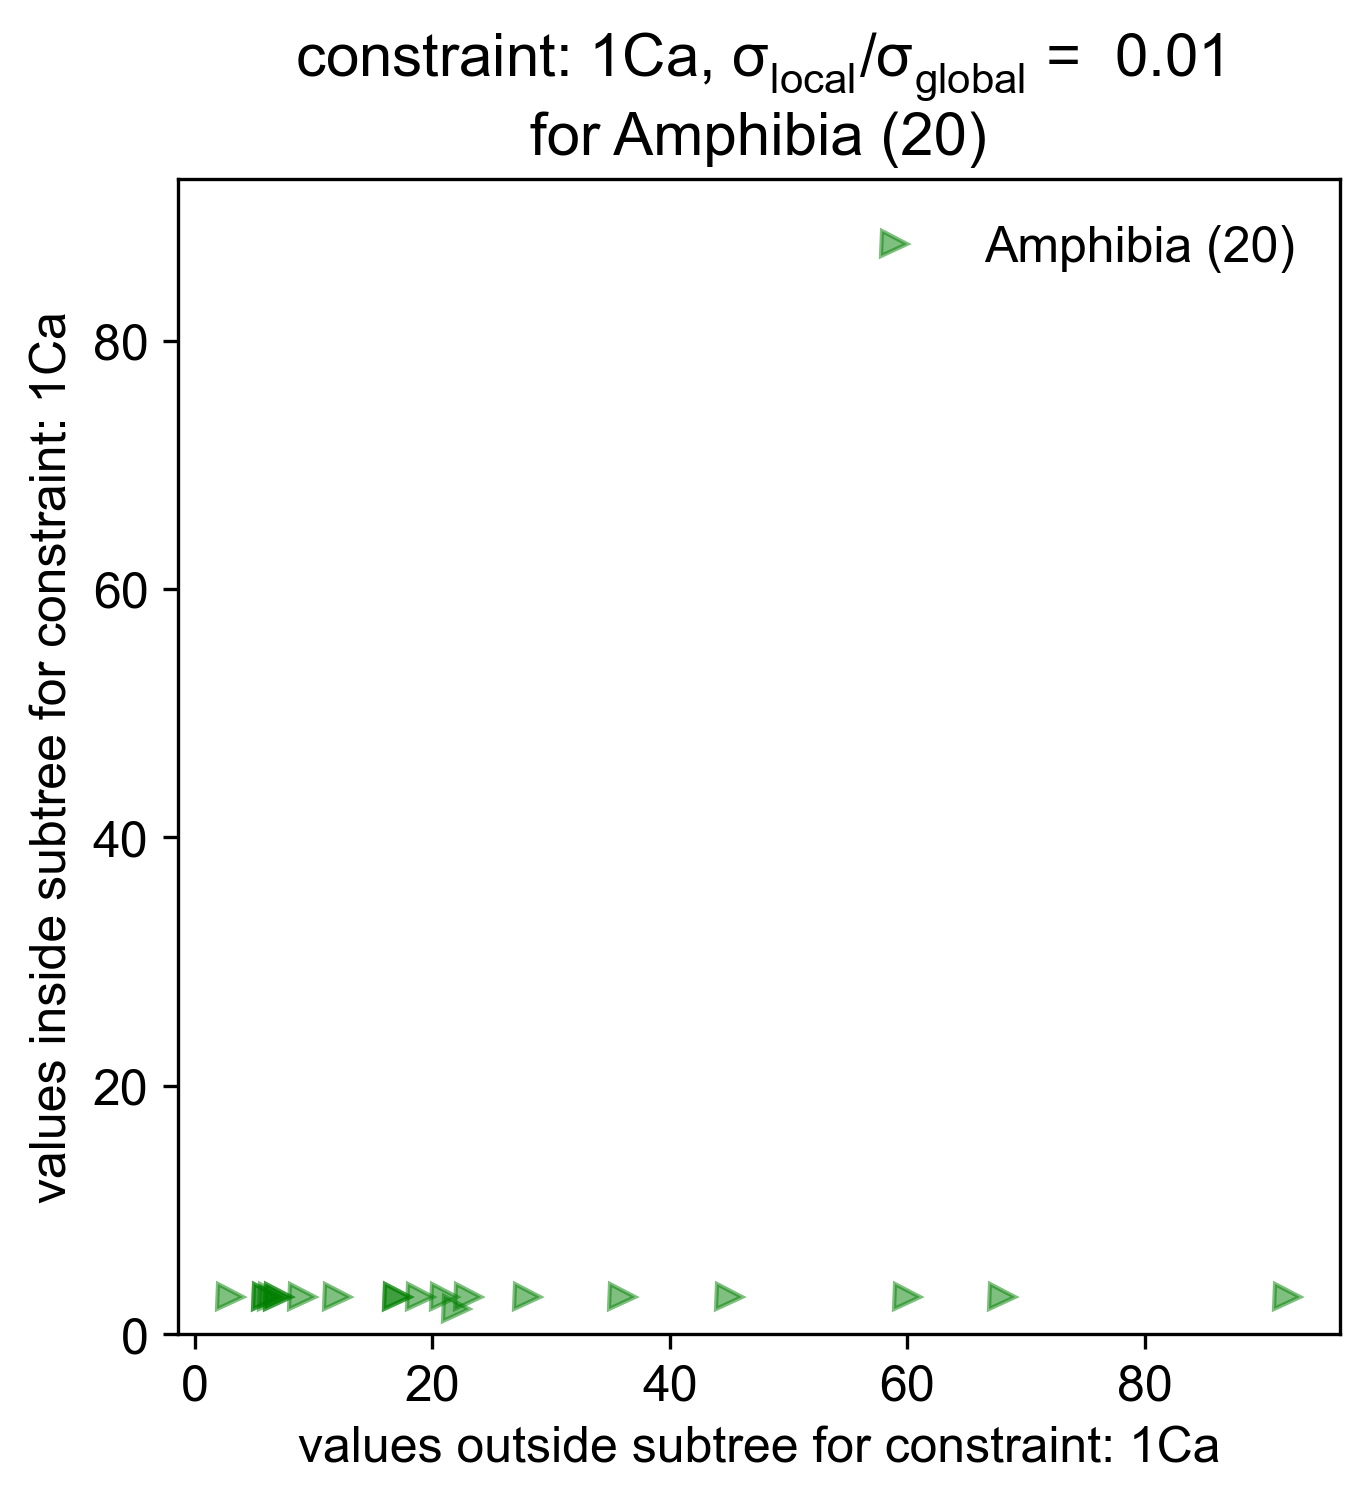 constraint: 1Ca, σlocal/σglobal = 0.01
for Amphibia (20)
Amphibia (20)
values inside subtree for constraint: 1Ca
80
60
40
20
0
0 20 40 60 80
values outside subtree for constraint: 1Ca